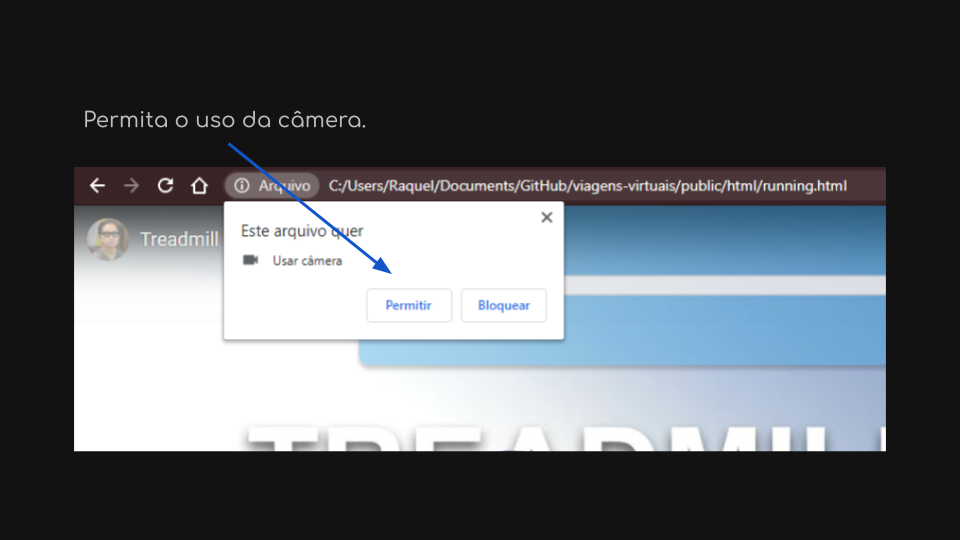 Permita o uso da câmera.
Arquivo C:/Users/Raquel/Documents/GitHub/viagens-virtuais/public/html/running.html
Treadmill
Este arquivo quer
Usar câmera
Permitir Bloquear
TREADMILL